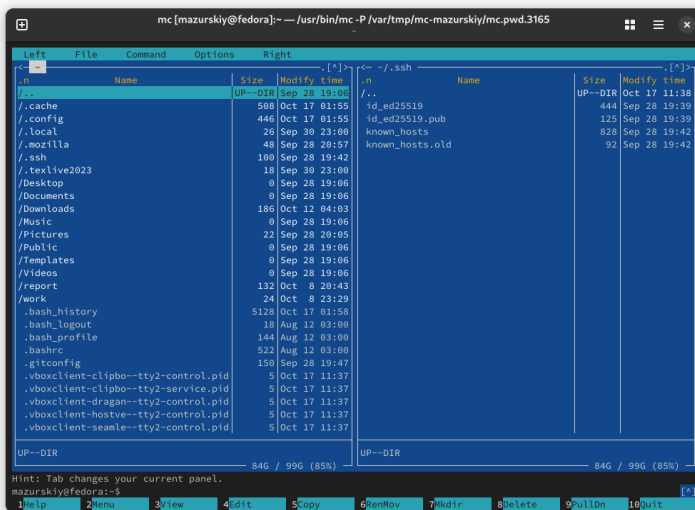 mc [mazurskiy@fedora]:~ — /usr/bin/mc -P /var/tmp/mc-mazurskiy/mc.pwd.3165
~
Left File Command Options Right
<— ~ .[^]> <— ~/.ssh .[^]>
.n Name Size Modify time .n Name Size Modify time
/.. UP--DIR Sep 28 19:06 /.. UP--DIR Oct 17 11:38
/.cache 508 Oct 17 01:55 id_ed25519 444 Sep 28 19:39
/.config 446 Oct 17 01:55 id_ed25519.pub 125 Sep 28 19:39
/.local 26 Sep 30 23:00 known_hosts 828 Sep 28 19:42
/.mozilla 48 Sep 28 20:57 known_hosts.old 92 Sep 28 19:42
/.ssh 100 Sep 28 19:42
/.texlive2023 18 Sep 30 23:00
/Desktop 0 Sep 28 19:06
/Documents 0 Sep 28 19:06
/Downloads 186 Oct 12 04:03
/Music 0 Sep 28 19:06
/Pictures 22 Sep 28 20:05
/Public 0 Sep 28 19:06
/Templates 0 Sep 28 19:06
/Videos 0 Sep 28 19:06
/report 132 Oct 8 20:43
/work 24 Oct 8 23:29
.bash_history 5128 Oct 17 01:58
.bash_logout 18 Aug 12 03:00
.bash_profile 144 Aug 12 03:00
.bashrc 522 Aug 12 03:00
.gitconfig 150 Sep 28 19:47
.vboxclient-clipbo~~tty2-control.pid 5 Oct 17 11:37
.vboxclient-clipbo~~tty2-service.pid 5 Oct 17 11:37
.vboxclient-dragan~~tty2-control.pid 5 Oct 17 11:37
.vboxclient-hostve~~tty2-control.pid 5 Oct 17 11:37
.vboxclient-seamle~~tty2-control.pid 5 Oct 17 11:37
UP--DIR UP--DIR
84G / 99G (85%) 84G / 99G (85%)
Hint: Tab changes your current panel.
mazurskiy@fedora:~$ [^]
1Help 2Menu 3View 4Edit 5Copy 6RenMov 7Mkdir 8Delete 9PullDn 10Quit